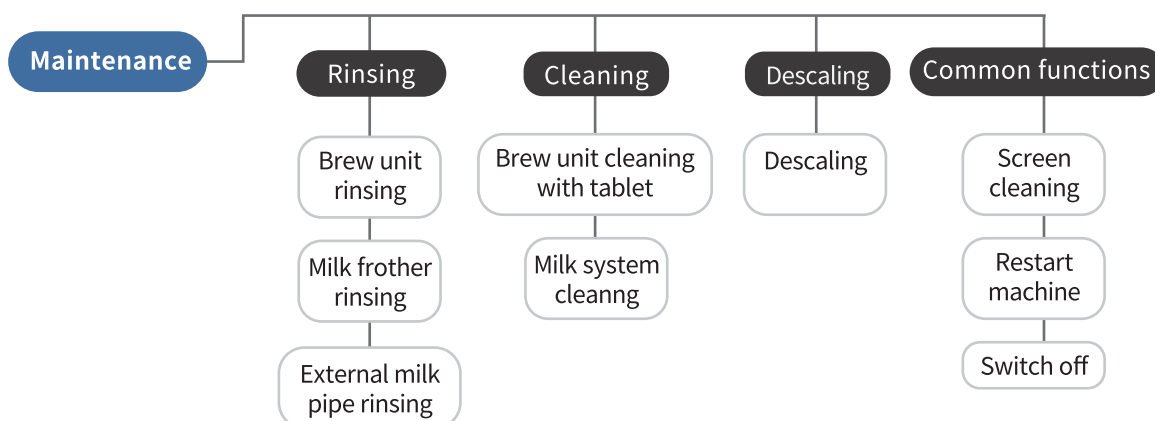 Maintenance
Rinsing
Cleaning
Descaling
Common functions
Brew unit
rinsing
Milk frother
rinsing
External milk
pipe rinsing
Brew unit cleaning
with tablet
Milk system
cleanng
Descaling
Screen
cleaning
Restart
machine
Switch off